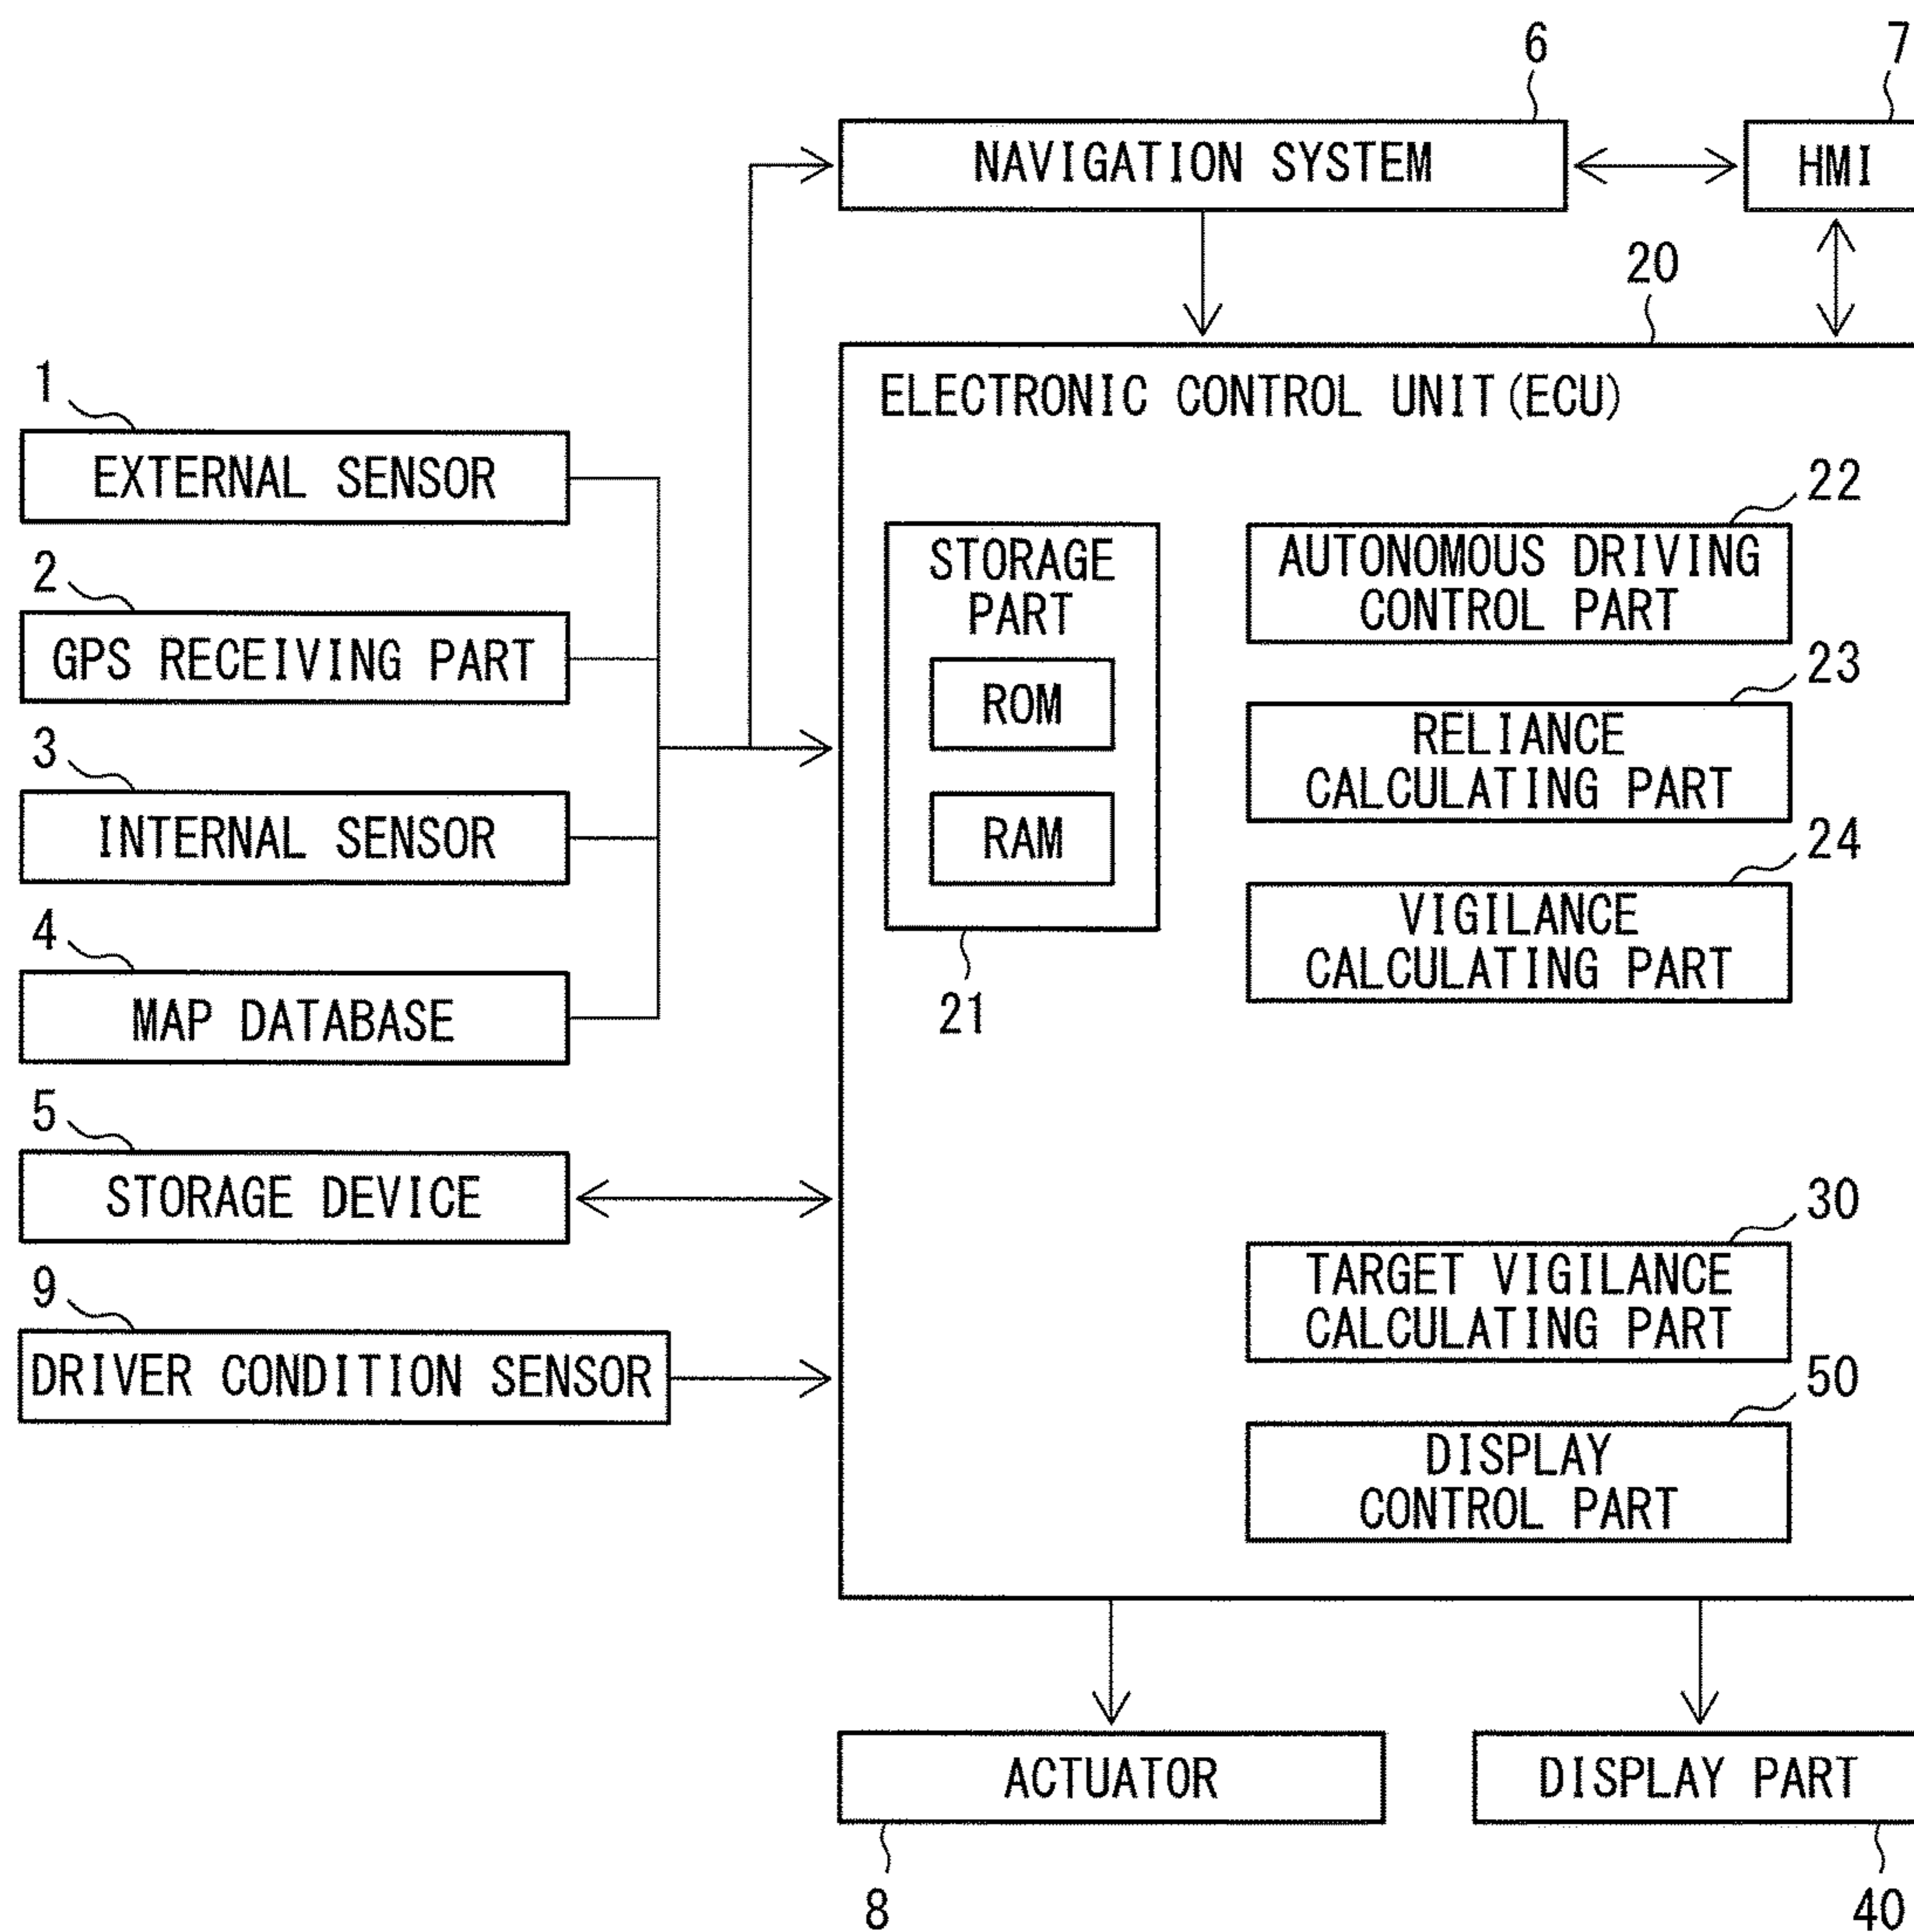 6
7
NAVIGATION SYSTEM
HMI
20
ELECTRONIC CONTROL UNIT(ECU)
1
EXTERNAL SENSOR
2
GPS RECEIVING PART
3
INTERNAL SENSOR
4
MAP DATABASE
5
STORAGE DEVICE
9
DRIVER CONDITION SENSOR
STORAGE
PART
ROM
RAM
21
22
AUTONOMOUS DRIVING
CONTROL PART
23
RELIANCE
CALCULATING PART
24
VIGILANCE
CALCULATING PART
30
TARGET VIGILANCE
CALCULATING PART
50
DISPLAY
CONTROL PART
ACTUATOR
DISPLAY PART
8
40